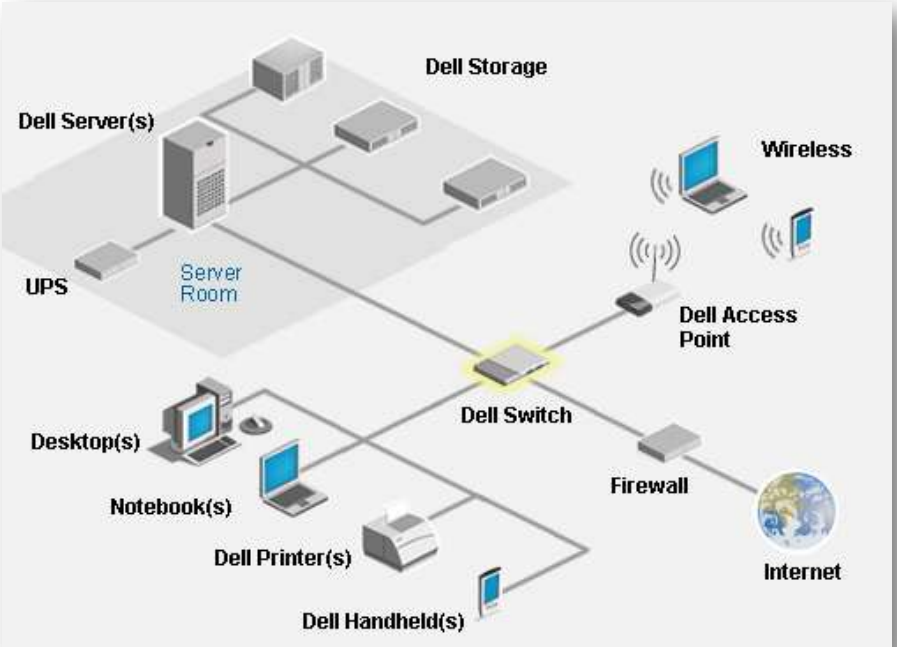 Dell Storage
Dell Server(s)
Wireless
UPS
Server
Room
Dell Access
Point
Dell Switch
Desktop(s)
Firewall
Notebook(s)
Dell Printer(s)
Internet
Dell Handheld(s)